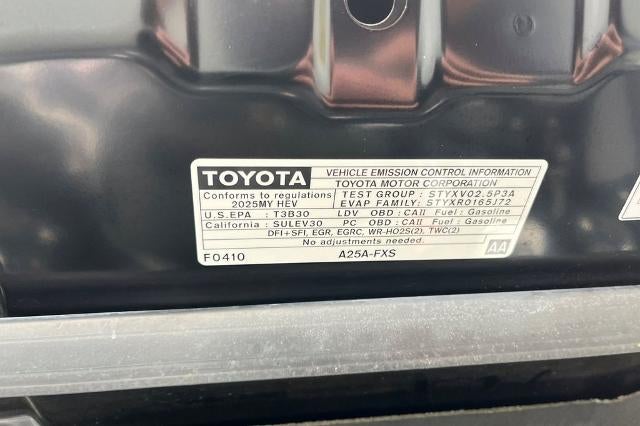 TOYOTA
VEHICLE EMISSION CONTROL INFORMATION
TOYOTA MOTOR CORPORATION
Conforms to regulations
2025MY HEV
TEST GROUP : STYXV02.5P3A
EVAP FAMILY: STYXR0165J72
U.S.EPA : T3B30 LDV OBD : CAII Fuel : Gasoline
California : SULEV30 PC OBD : CAII Fuel : Gasoline
DFI+SFI, EGR, EGRC, WR-HO2S(2), TWC(2)
No adjustments needed.
F0410 A25A-FXS AA